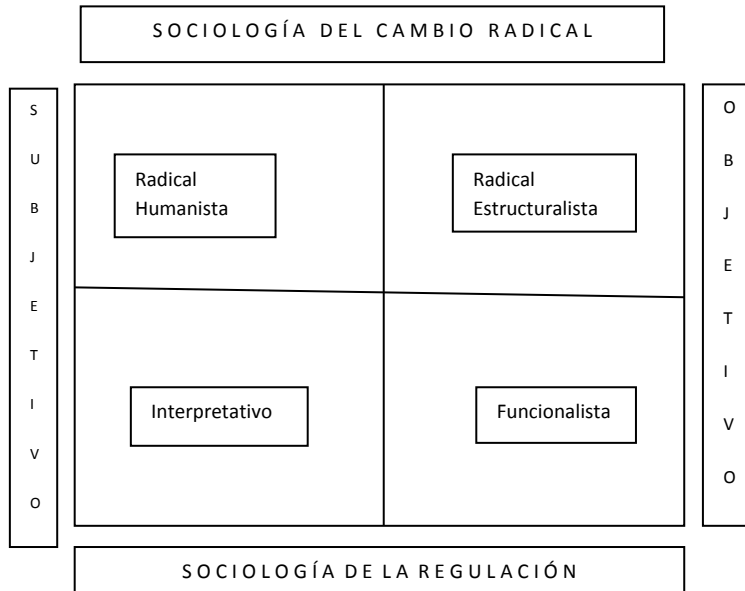 SOCIOLOGÍA DEL CAMBIO RADICAL
SUBJETIVO
Radical
Humanista
Radical
Estructuralista
OBJETIVO
Interpretativo
Funcionalista
SOCIOLOGÍA DE LA REGULACIÓN